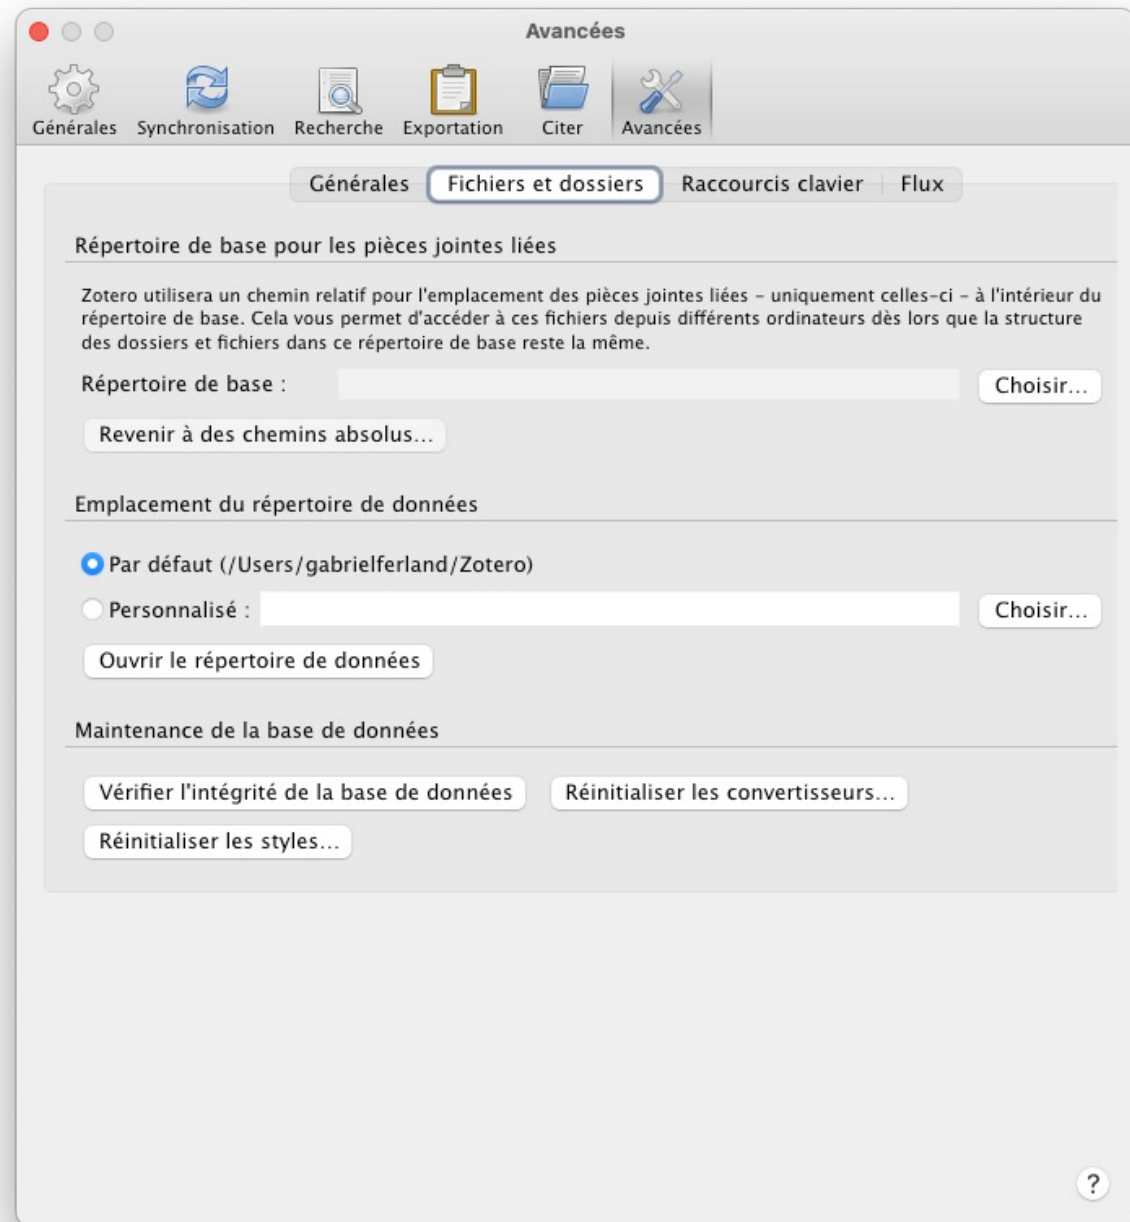 Avancées
Générales Synchronisation Recherche Exportation Citer Avancées
Générales Fichiers et dossiers Raccourcis clavier Flux
Répertoire de base pour les pièces jointes liées
Zotero utilisera un chemin relatif pour l'emplacement des pièces jointes liées – uniquement celles-ci – à l'intérieur du
répertoire de base. Cela vous permet d'accéder à ces fichiers depuis différents ordinateurs dès lors que la structure
des dossiers et fichiers dans ce répertoire de base reste la même.
Répertoire de base : Choisir...
Revenir à des chemins absolus...
Emplacement du répertoire de données
Par défaut (/Users/gabrielferland/Zotero)
Personnalisé : Choisir...
Ouvrir le répertoire de données
Maintenance de la base de données
Vérifier l'intégrité de la base de données Réinitialiser les convertisseurs...
Réinitialiser les styles...
?